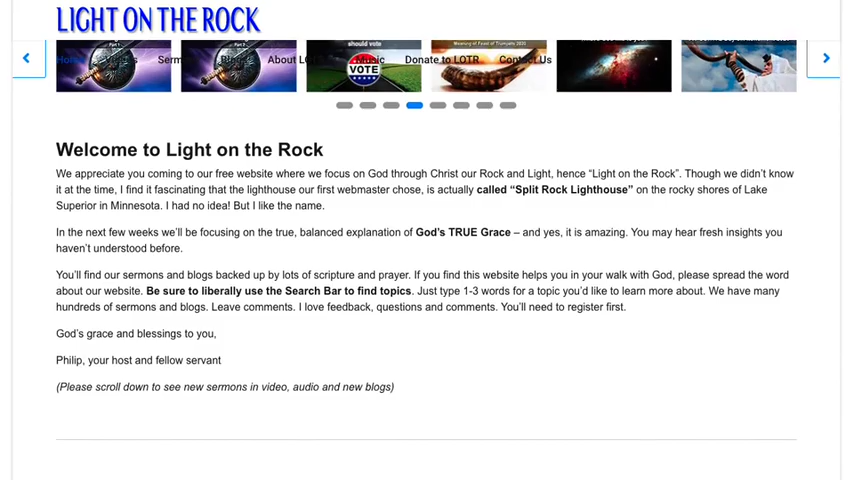 LIGHT ON THE ROCK
Part 1
Part 2
should vote
Meaning of Feast of Trumpets 2020
VOTE
Home
About
Music
Donate to LOTR
Contact Us
Welcome to Light on the Rock
We appreciate you coming to our free website where we focus on God through Christ our Rock and Light, hence “Light on the Rock”. Though we didn’t know
it at the time, I find it fascinating that the lighthouse our first webmaster chose, is actually called “Split Rock Lighthouse” on the rocky shores of Lake
Superior in Minnesota. I had no idea! But I like the name.
In the next few weeks we’ll be focusing on the true, balanced explanation of God’s TRUE Grace – and yes, it is amazing. You may hear fresh insights you
haven’t understood before.
You’ll find our sermons and blogs backed up by lots of scripture and prayer. If you find this website helps you in your walk with God, please spread the word
about our website. Be sure to liberally use the Search Bar to find topics. Just type 1-3 words for a topic you’d like to learn more about. We have many
hundreds of sermons and blogs. Leave comments. I love feedback, questions and comments. You’ll need to register first.
God’s grace and blessings to you,
Philip, your host and fellow servant
(Please scroll down to see new sermons in video, audio and new blogs)